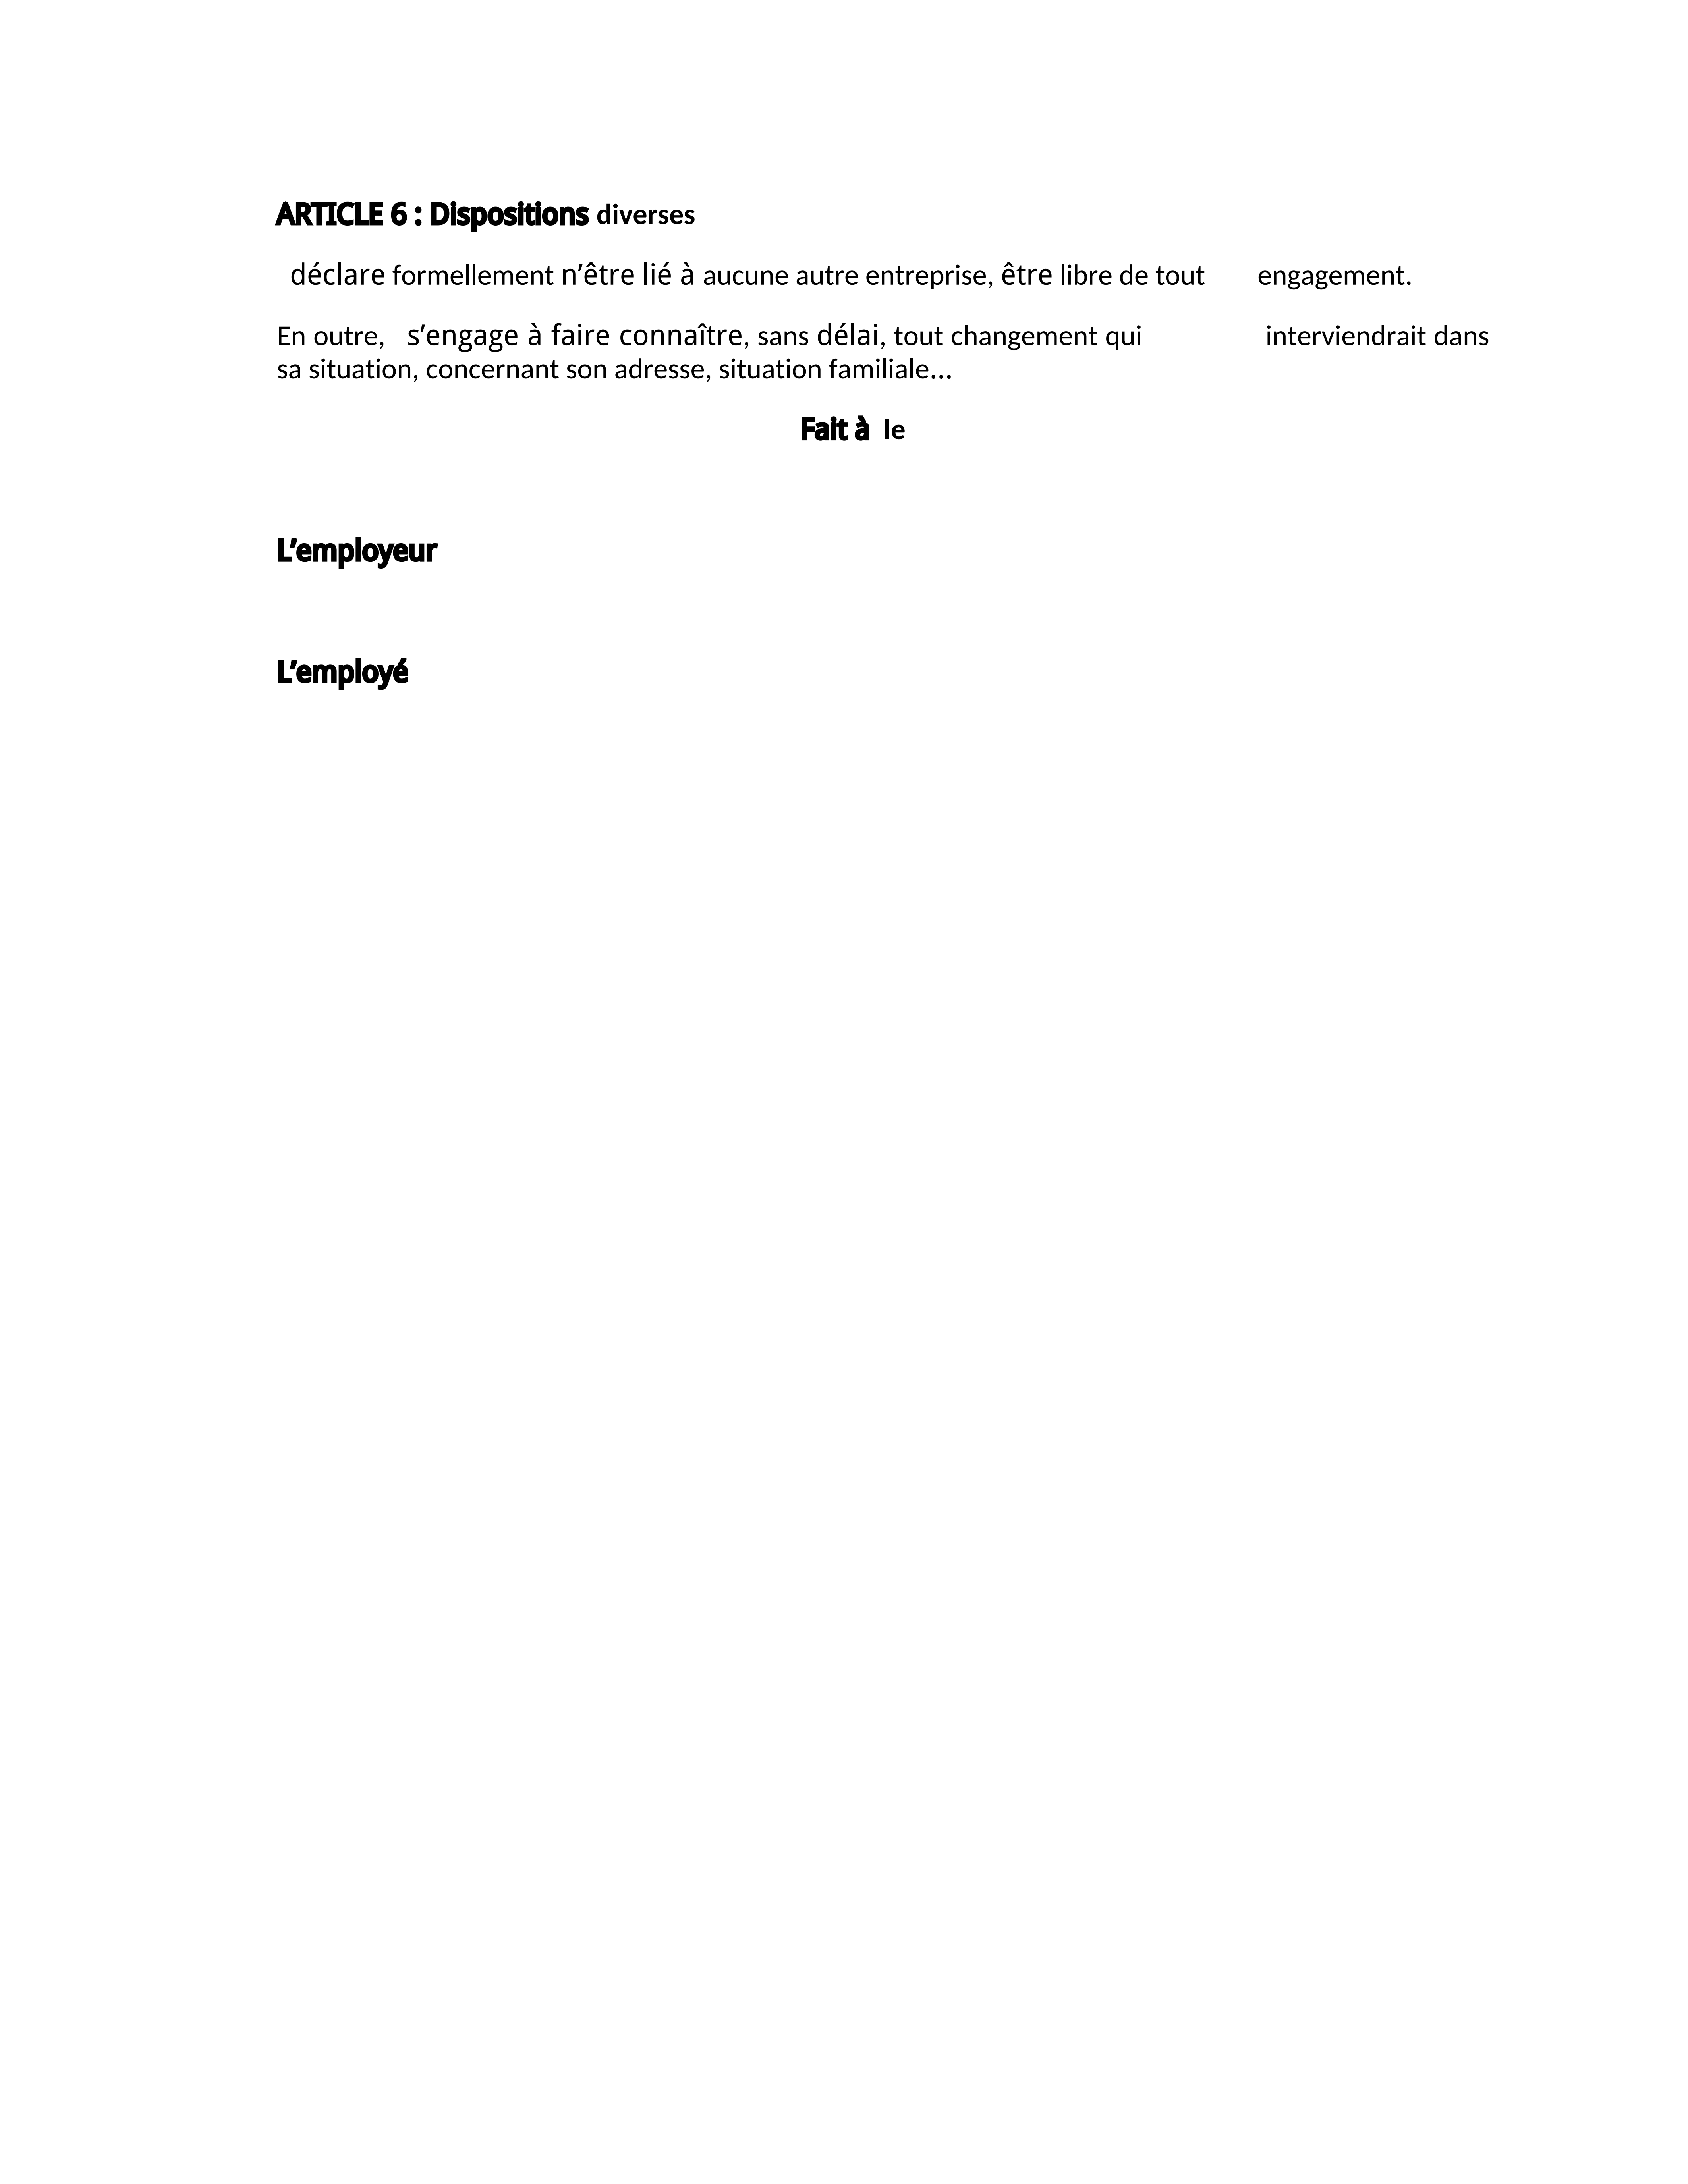 ARTICLE 6 : Dispositions diverses
déclare formellement n’être lié à aucune autre entreprise, être libre de tout engagement.
En outre, s’engage à faire connaître, sans délai, tout changement qui interviendrait dans
sa situation, concernant son adresse, situation familiale…
Fait à le
L’employeur
L’employé